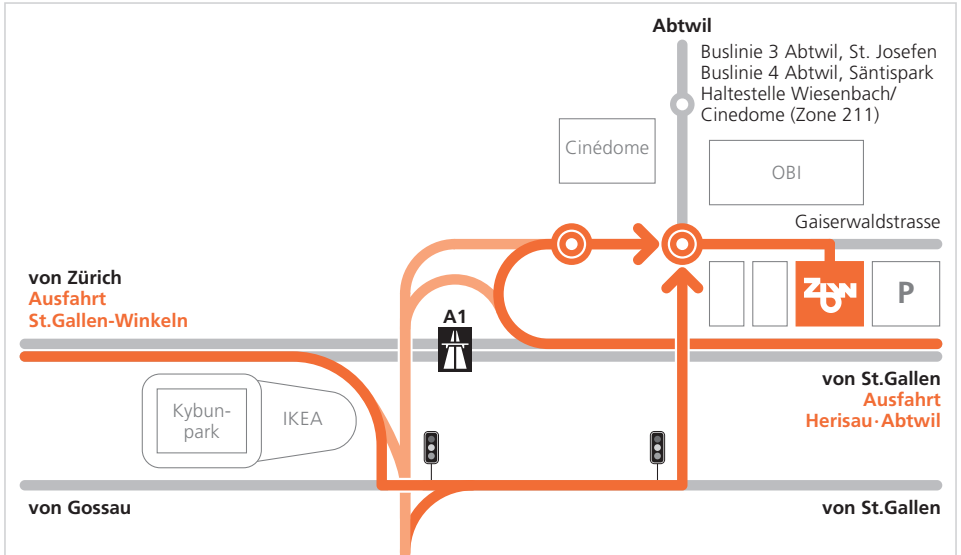 Abtwil
Buslinie 3 Abtwil, St. Josefen
Buslinie 4 Abtwil, Säntispark
Haltestelle Wiesenbach/
Cinedome (Zone 211)
Cinédome
OBI
Gaiserwaldstrasse
von Zürich
Ausfahrt
St.Gallen-Winkeln
A1
P
von St.Gallen
Ausfahrt
Herisau·Abtwil
Kybun-
park
IKEA
von Gossau
von St.Gallen